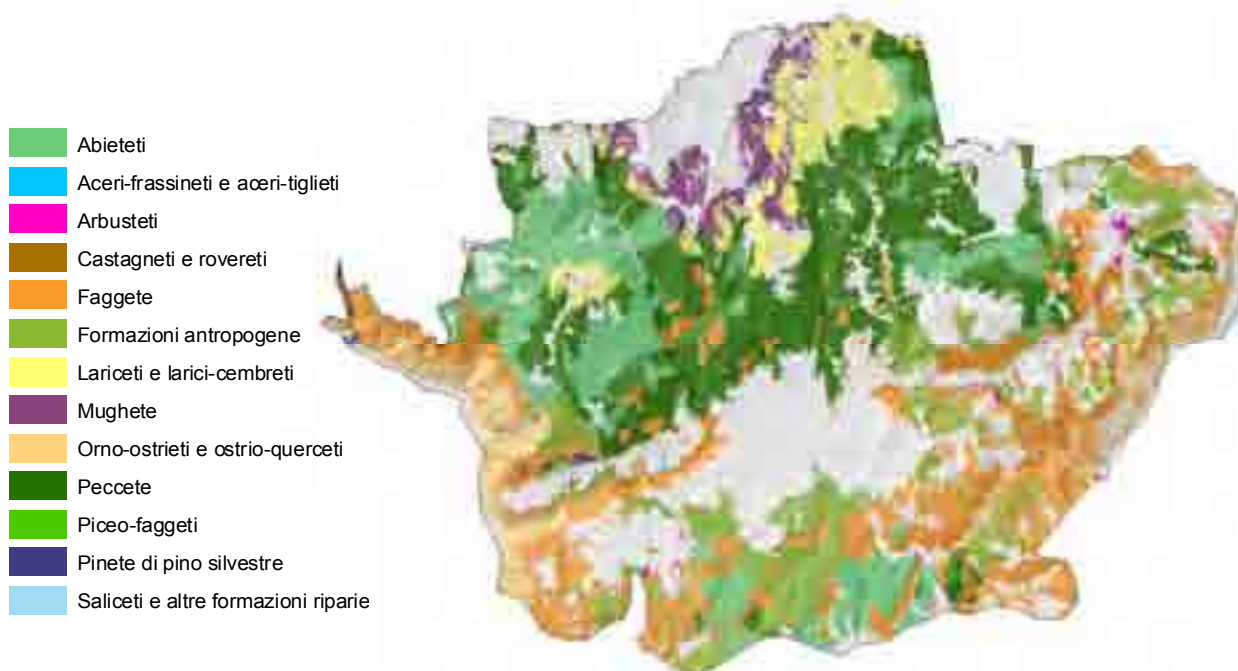 Abieteti
Aceri-frassineti e aceri-tiglieti
Arbusteti
Castagneti e rovereti
Faggete
Formazioni antropogene
Lariceti e larici-cembreti
Mughete
Orno-ostrieti e ostrio-querceti
Peccete
Piceo-faggeti
Pinete di pino silvestre
Saliceti e altre formazioni riparie